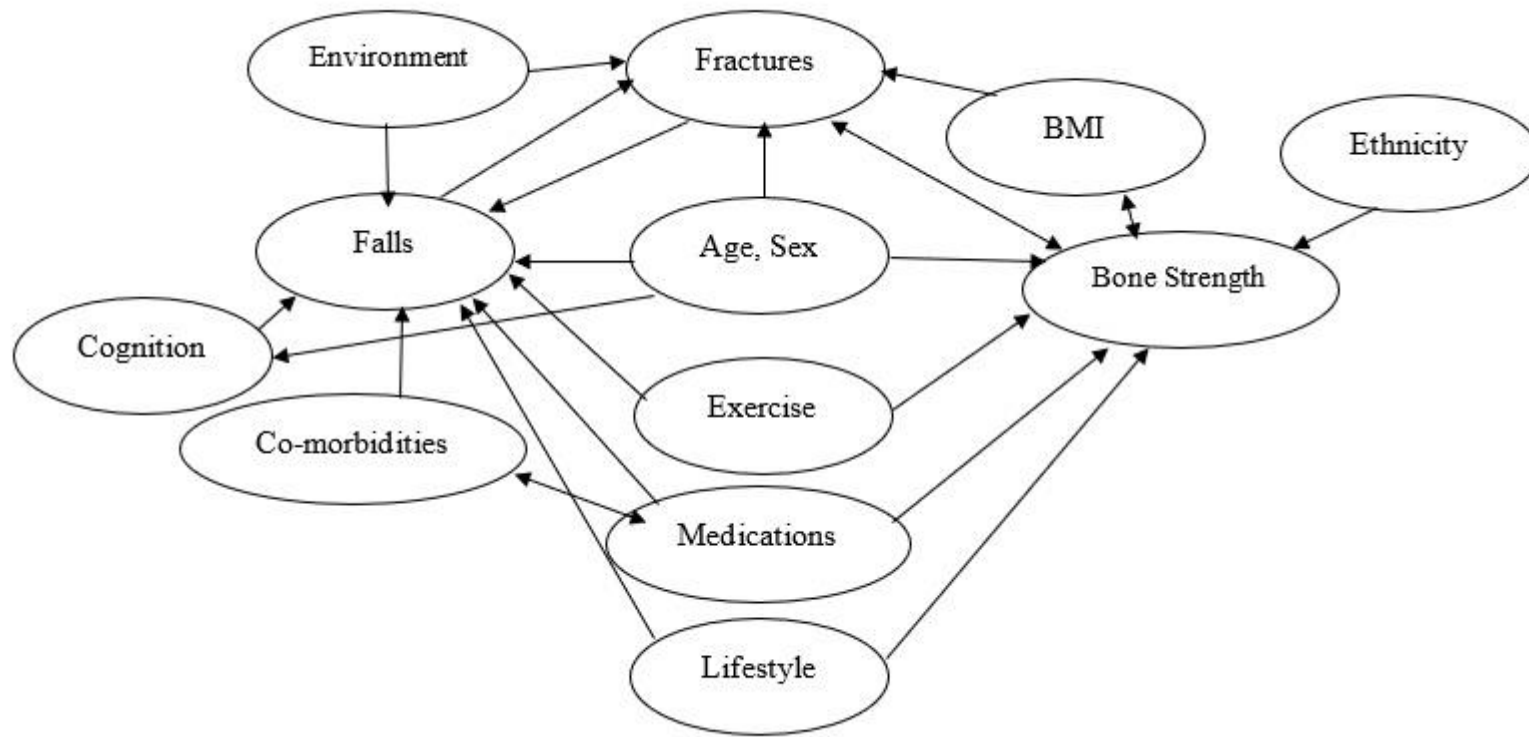 Environment
Fractures
BMI
Ethnicity
Falls
Age, Sex
Bone Strength
Cognition
Exercise
Co-morbidities
Medications
Lifestyle